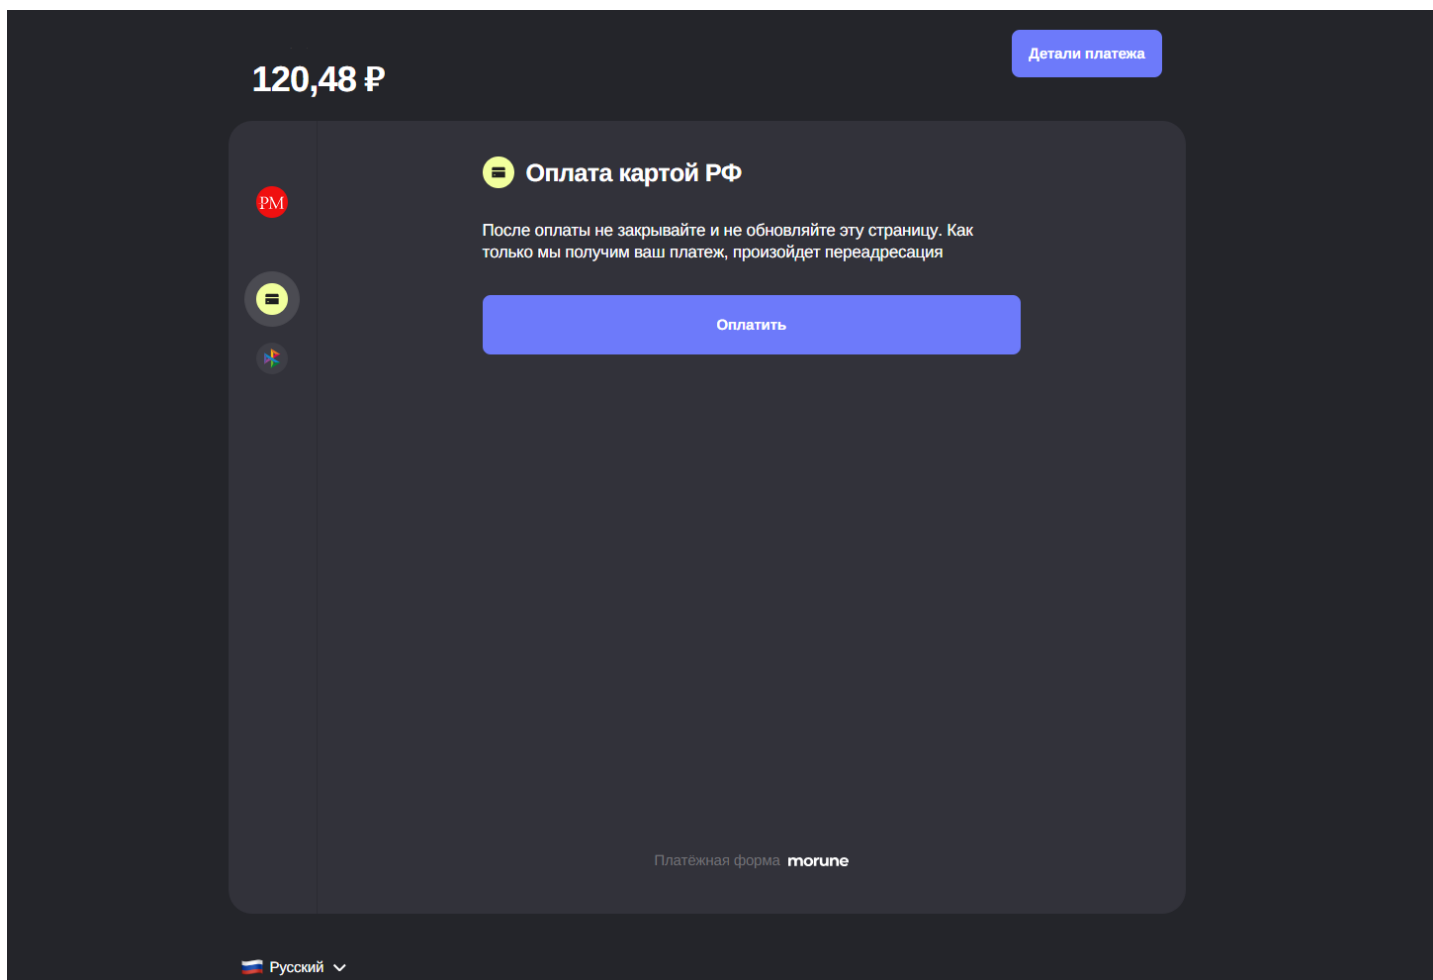 120,48 ₽
Детали платежа
PM
Оплата картой РФ
После оплаты не закрывайте и не обновляйте эту страницу. Как
только мы получим ваш платеж, произойдет переадресация
Оплатить
Платёжная форма morune
Русский